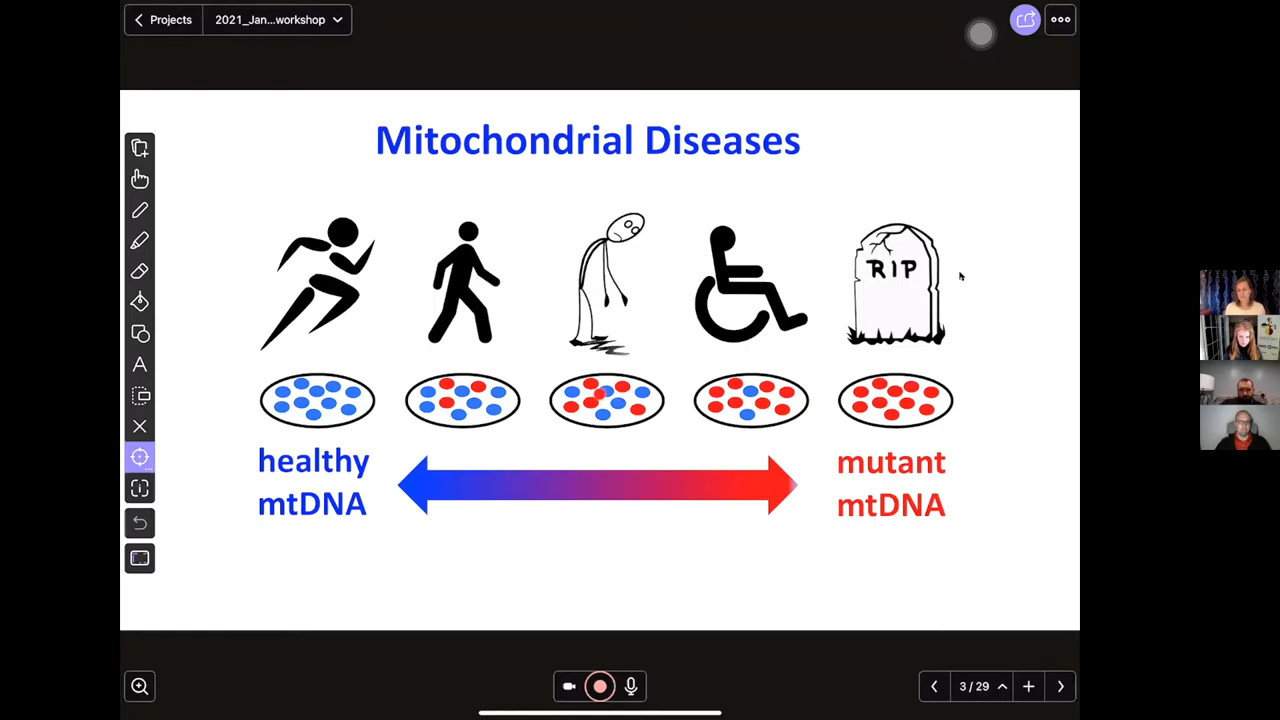 Projects
2021_Jan...workshop
Mitochondrial Diseases
RIP
healthy
mtDNA
mutant
mtDNA
A
3 / 29